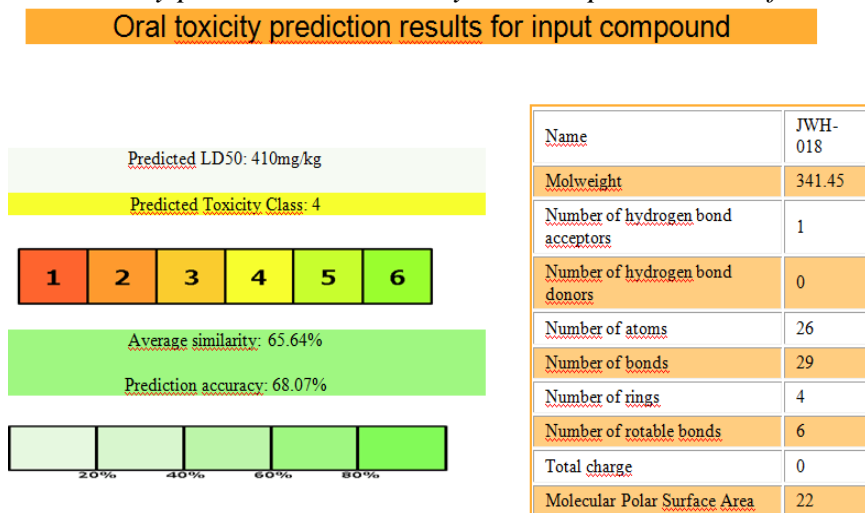 Oral toxicity prediction results for input compound
Predicted LD50: 410mg/kg
Predicted Toxicity Class: 4
1 2 3 4 5 6
Average similarity: 65.64%
Prediction accuracy: 68.07%
20% 40% 60% 80%
Name JWH-
018
Molweight 341.45
Number of hydrogen bond
acceptors 1
Number of hydrogen bond
donors 0
Number of atoms 26
Number of bonds 29
Number of rings 4
Number of rotable bonds 6
Total charge 0
Molecular Polar Surface Area 22